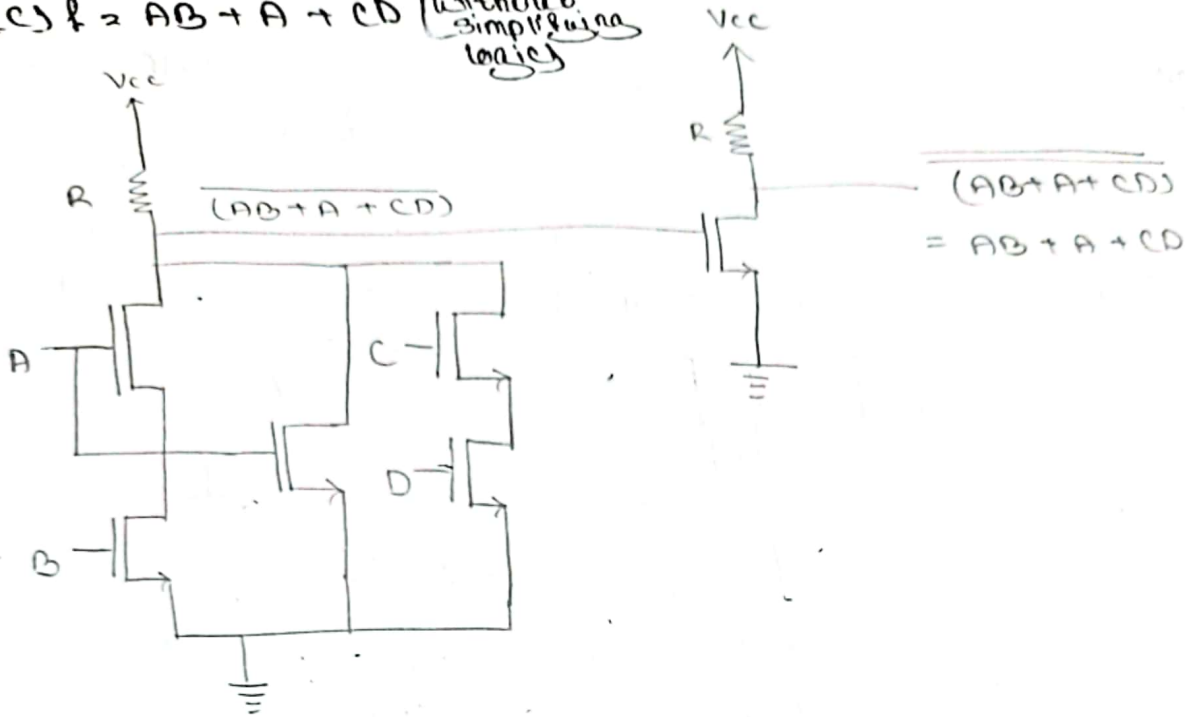 C) f = AB + A + CD (without
simplifying
logic)
Vcc
Vcc
R
R
(AB + A + CD)
(AB + A + CD)
= AB + A + CD
A
C
D
B